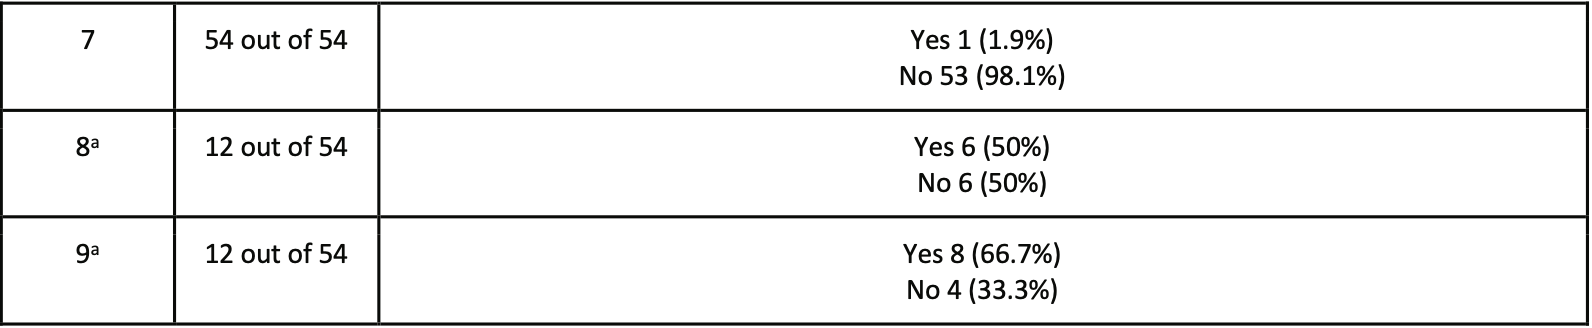 7 54 out of 54 Yes 1 (1.9%)
No 53 (98.1%)
8ᵃ 12 out of 54 Yes 6 (50%)
No 6 (50%)
9ᵃ 12 out of 54 Yes 8 (66.7%)
No 4 (33.3%)